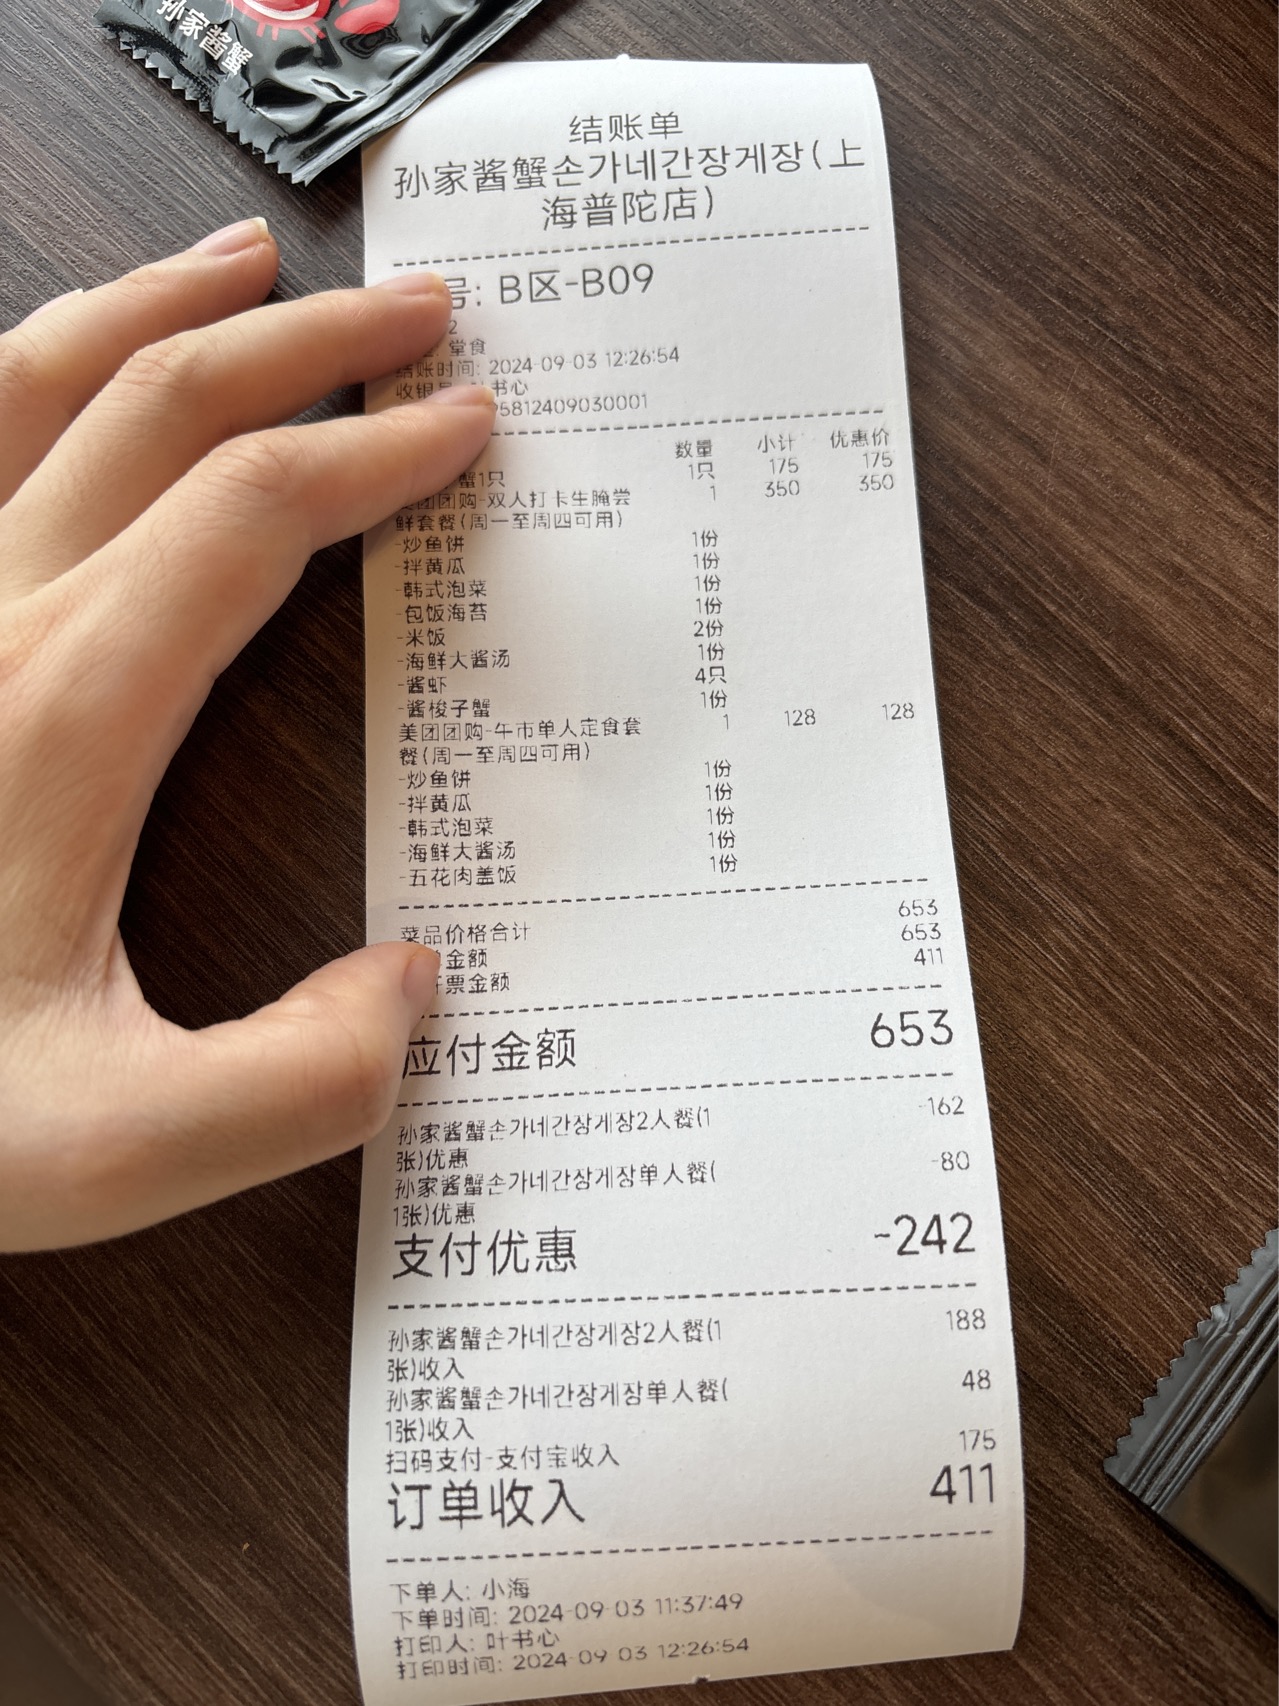 孙家酱蟹
结账单
孙家酱蟹손가네간장게장(上
海普陀店)
号: B区-B09
2
: 堂食
结账时间: 2024-09-03 12:26:54
收银员: 叶书心
95812409030001
数量 小计 优惠价
蟹1只 1只 175 175
美团团购-双人打卡生腌尝 1 350 350
鲜套餐(周一至周四可用)
-炒鱼饼 1份
-拌黄瓜 1份
-韩式泡菜 1份
-包饭海苔 1份
-米饭 2份
-海鲜大酱汤 1份
-酱虾 4只
-酱梭子蟹 1份
美团团购-午市单人定食套 1 128 128
餐(周一至周四可用)
-炒鱼饼 1份
-拌黄瓜 1份
-韩式泡菜 1份
-海鲜大酱汤 1份
-五花肉盖饭 1份
菜品价格合计 653
金额 653
开票金额 411
应付金额 653
孙家酱蟹손가네간장게장2人餐(1 -162
张)优惠
孙家酱蟹손가네간장게장单人餐( -80
1张)优惠
支付优惠 -242
孙家酱蟹손가네간장게장2人餐(1 188
张)收入
孙家酱蟹손가네간장게장单人餐( 48
1张)收入
扫码支付-支付宝收入 175
订单收入 411
下单人: 小海
下单时间: 2024-09-03 11:37:49
打印人: 叶书心
打印时间: 2024-09-03 12:26:54